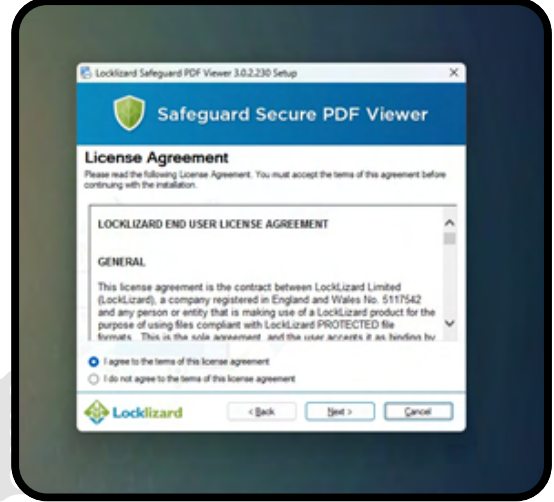 Locklizard Safeguard PDF Viewer 3.0.2.230 Setup
Safeguard Secure PDF Viewer
License Agreement
Please read the following License Agreement. You must accept the terms of this agreement before
continuing with the installation.
LOCKLIZARD END USER LICENSE AGREEMENT
GENERAL
This license agreement is the contract between LockLizard Limited
(LockLizard), a company registered in England and Wales No. 5117542
and any person or entity that is making use of a LockLizard product for the
purpose of using files compliant with LockLizard PROTECTED file
formats. This is the sole agreement, and the user accepts it as binding by
I agree to the terms of this license agreement
I do not agree to the terms of this license agreement
Locklizard
< Back
Next >
Cancel